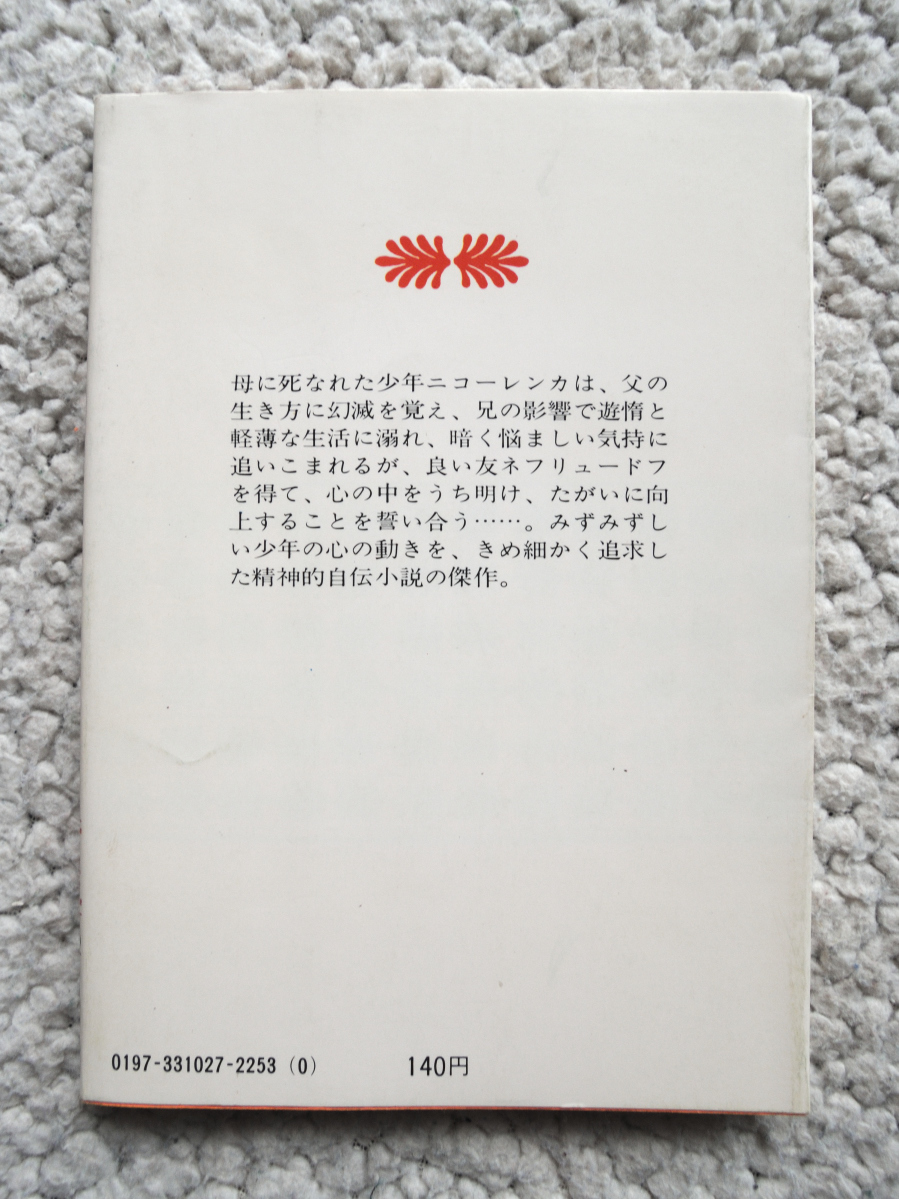 母に死なれた少年ニコーレンカは、父の
生き方に幻滅を覚え、兄の影響で遊惰と
軽薄な生活に溺れ、暗く悩ましい気持に
追いこまれるが、良い友ネフリュードフ
を得て、心の中をうち明け、たがいに向
上することを誓い合う……。みずみずし
い少年の心の動きを、きめ細かく追求し
た精神的自伝小説の傑作。
0197-331027-2253(0)
140円